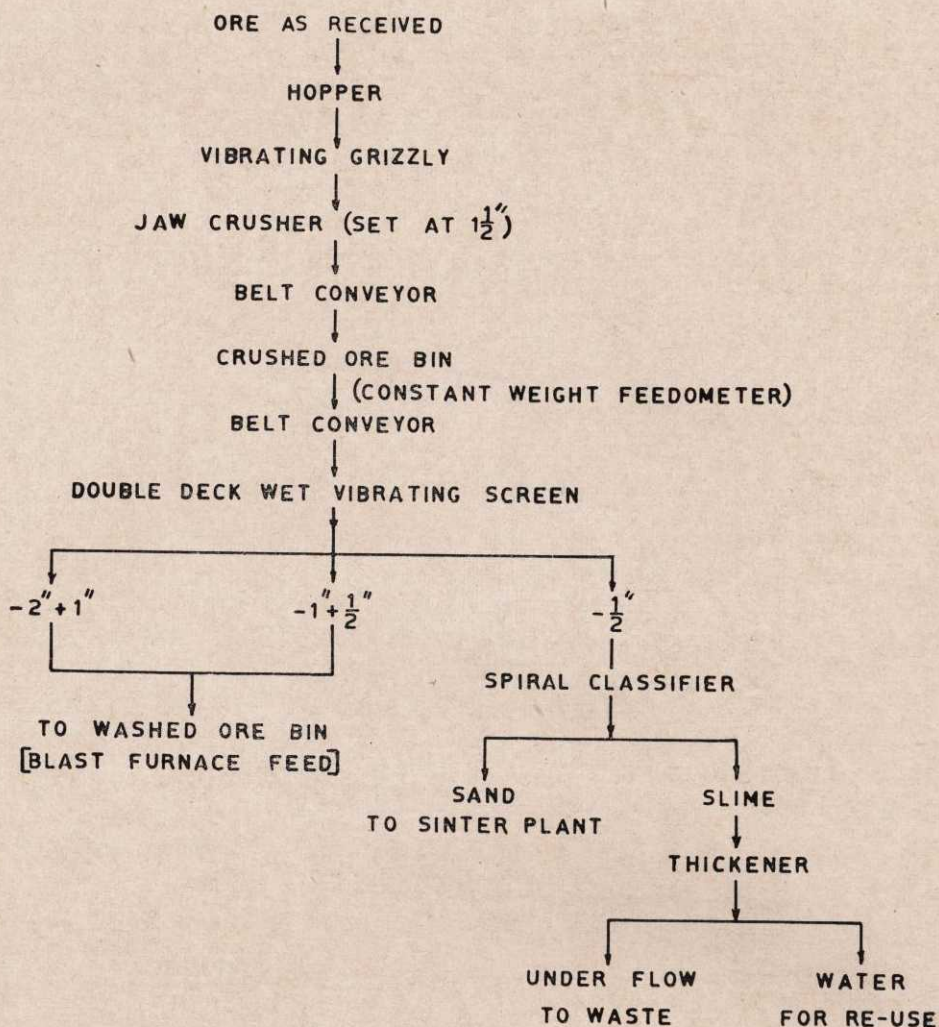 ORE AS RECEIVED
HOPPER
VIBRATING GRIZZLY
JAW CRUSHER (SET AT 1½")
BELT CONVEYOR
CRUSHED ORE BIN
(CONSTANT WEIGHT FEEDOMETER)
BELT CONVEYOR
DOUBLE DECK WET VIBRATING SCREEN
-2"+1" -1"+½" -½"
SPIRAL CLASSIFIER
TO WASHED ORE BIN
[BLAST FURNACE FEED]
SAND
TO SINTER PLANT
SLIME
THICKENER
UNDER FLOW
TO WASTE
WATER
FOR RE-USE